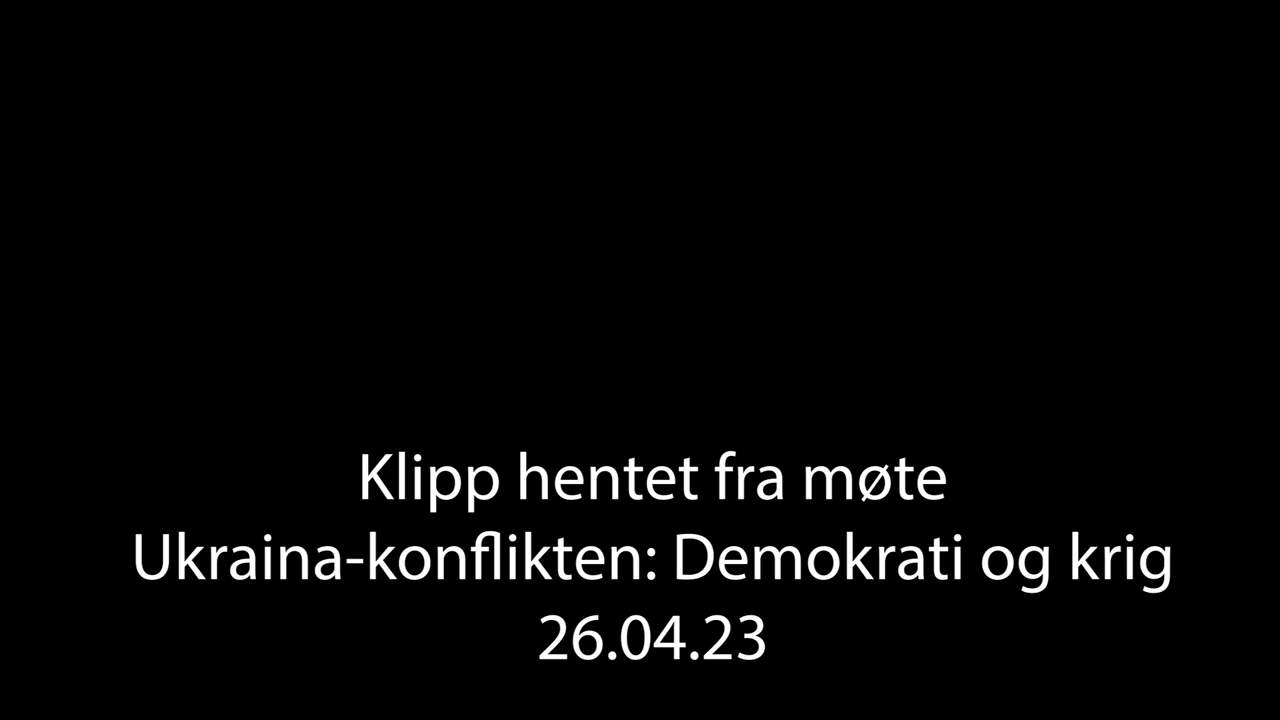 Klipp hentet fra møte
Ukraina-konflikten: Demokrati og krig
26.04.23